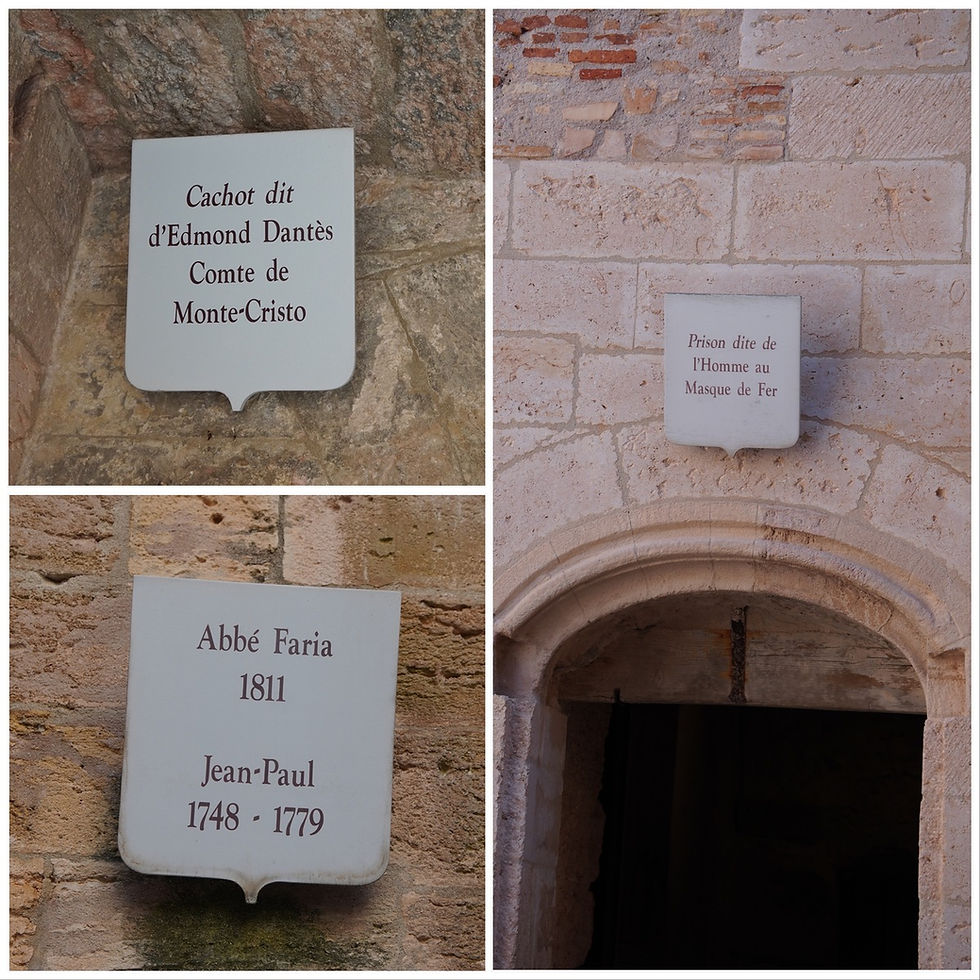 Cachot dit
d'Edmond Dantès
Comte de
Monte-Cristo
Abbé Faria
1811
Jean-Paul
1748 - 1779
Prison dite de
l'Homme au
Masque de Fer